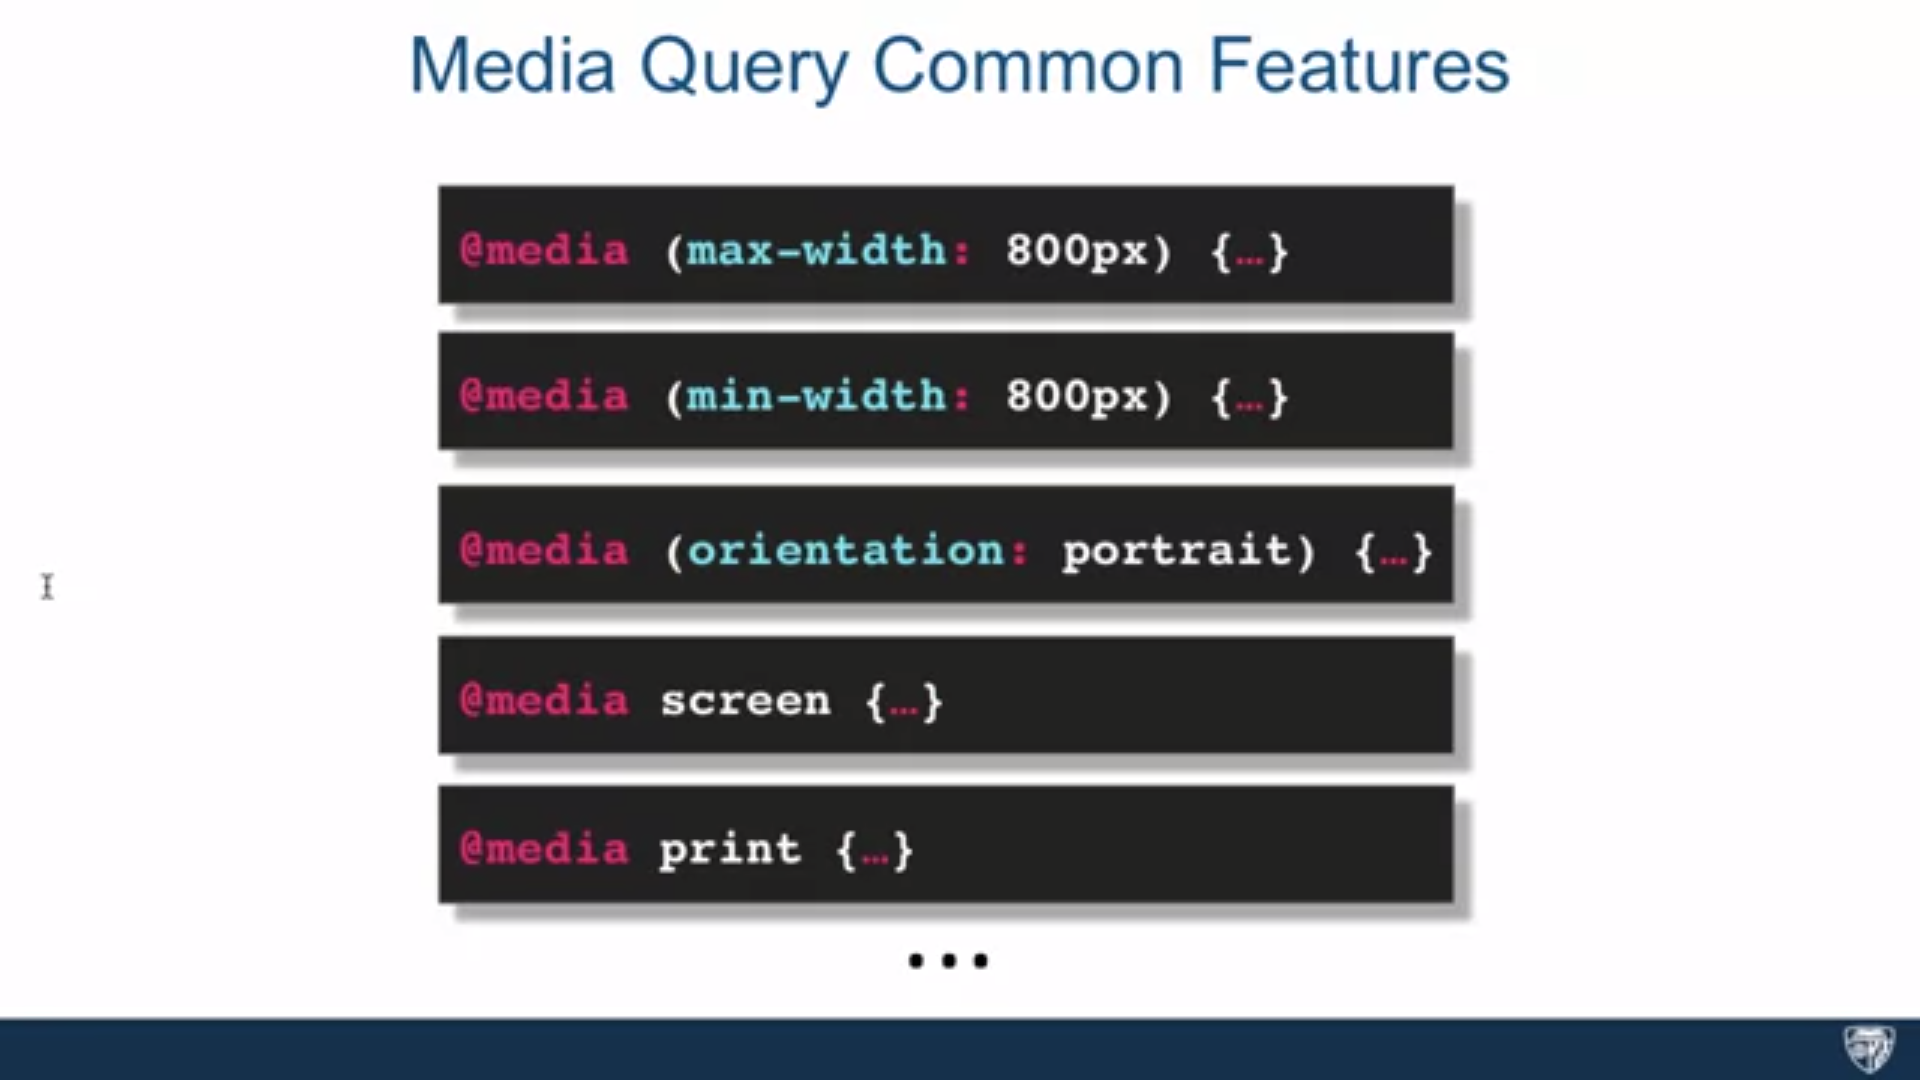 Media Query Common Features
@media (max-width: 800px) {…}
@media (min-width: 800px) {…}
@media (orientation: portrait) {…}
@media screen {…}
@media print {…}
...